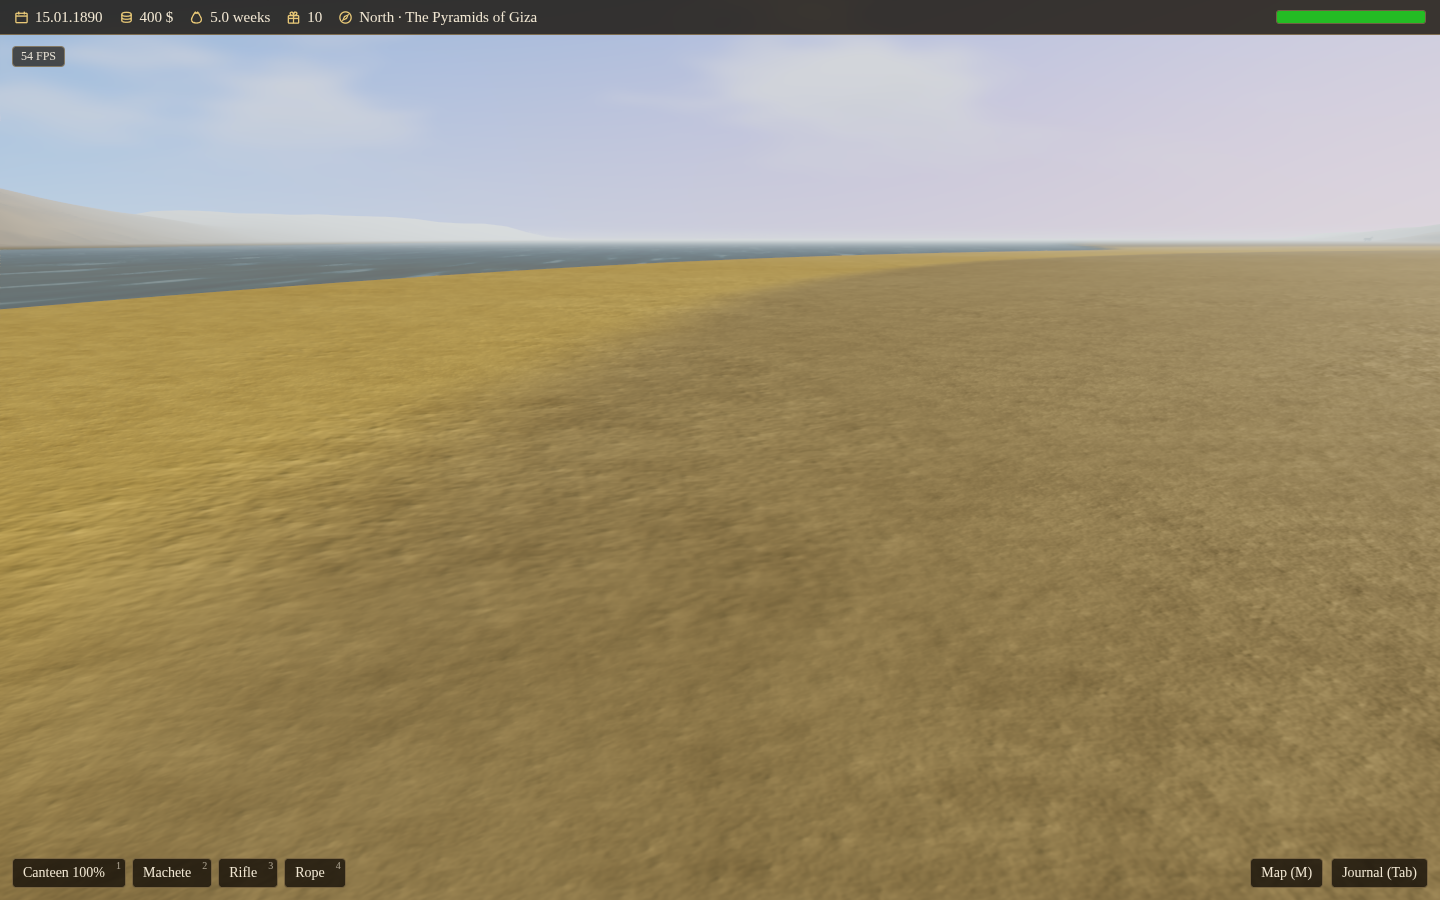 15.01.1890 400 $ 5.0 weeks 10 North · The Pyramids of Giza
54 FPS
Canteen 100% 1 Machete 2 Rifle 3 Rope 4 Map (M) Journal (Tab)